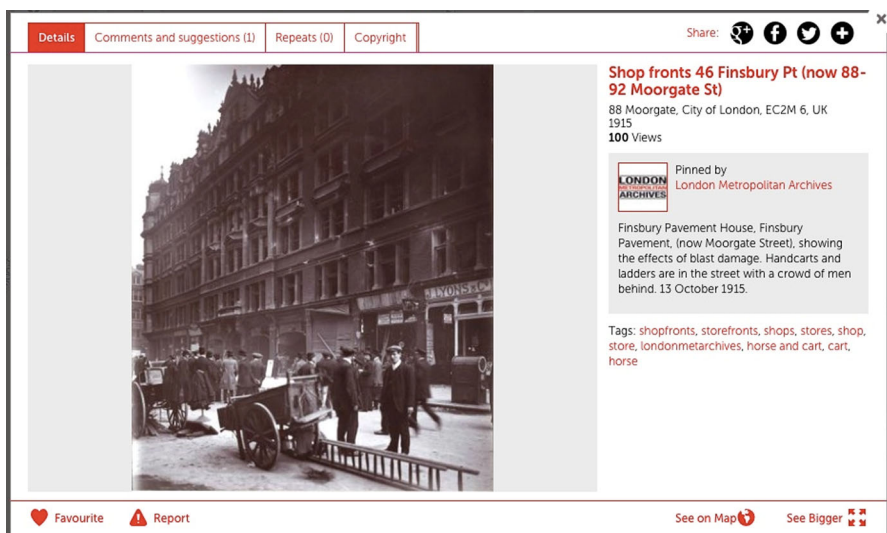 Details
Comments and suggestions (1)
Repeats (0)
Copyright
Share:
Shop fronts 46 Finsbury Pt (now 88-
92 Moorgate St)
88 Moorgate, City of London, EC2M 6, UK
1915
100 Views
LONDON
METROPOLITAN
ARCHIVES
Pinned by
London Metropolitan Archives
Finsbury Pavement House, Finsbury
Pavement, (now Moorgate Street), showing
the effects of blast damage. Handcarts and
ladders are in the street with a crowd of men
behind. 13 October 1915.
Tags: shopfronts, storefronts, shops, stores, shop,
store, londonmetarchives, horse and cart, cart,
horse
J. LYONS & Co
Favourite
Report
See on Map
See Bigger